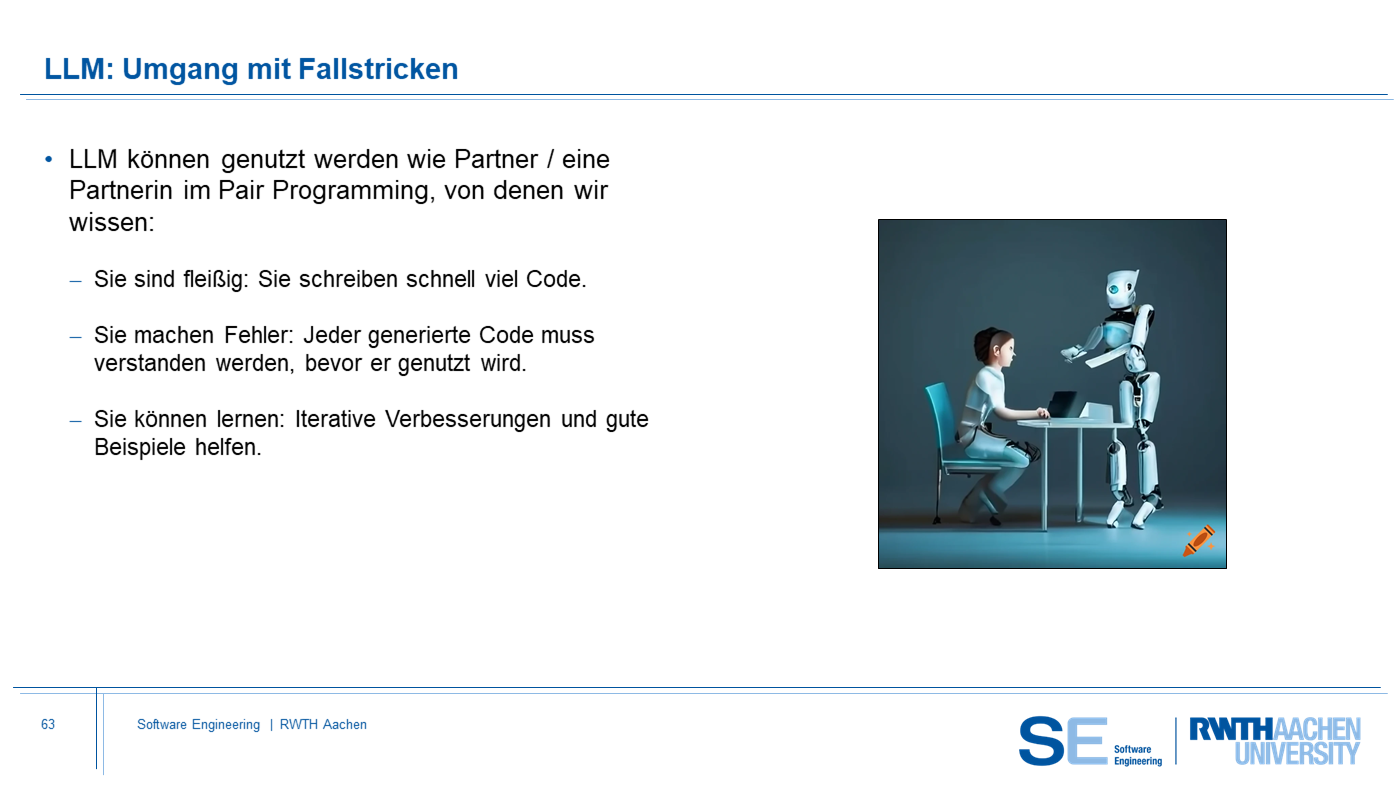 LLM: Umgang mit Fallstricken
• LLM können genutzt werden wie Partner / eine
Partnerin im Pair Programming, von denen wir
wissen:
– Sie sind fleißig: Sie schreiben schnell viel Code.
– Sie machen Fehler: Jeder generierte Code muss
verstanden werden, bevor er genutzt wird.
– Sie können lernen: Iterative Verbesserungen und gute
Beispiele helfen.
63
Software Engineering | RWTH Aachen
SE Software
Engineering
RWTHAACHEN
UNIVERSITY